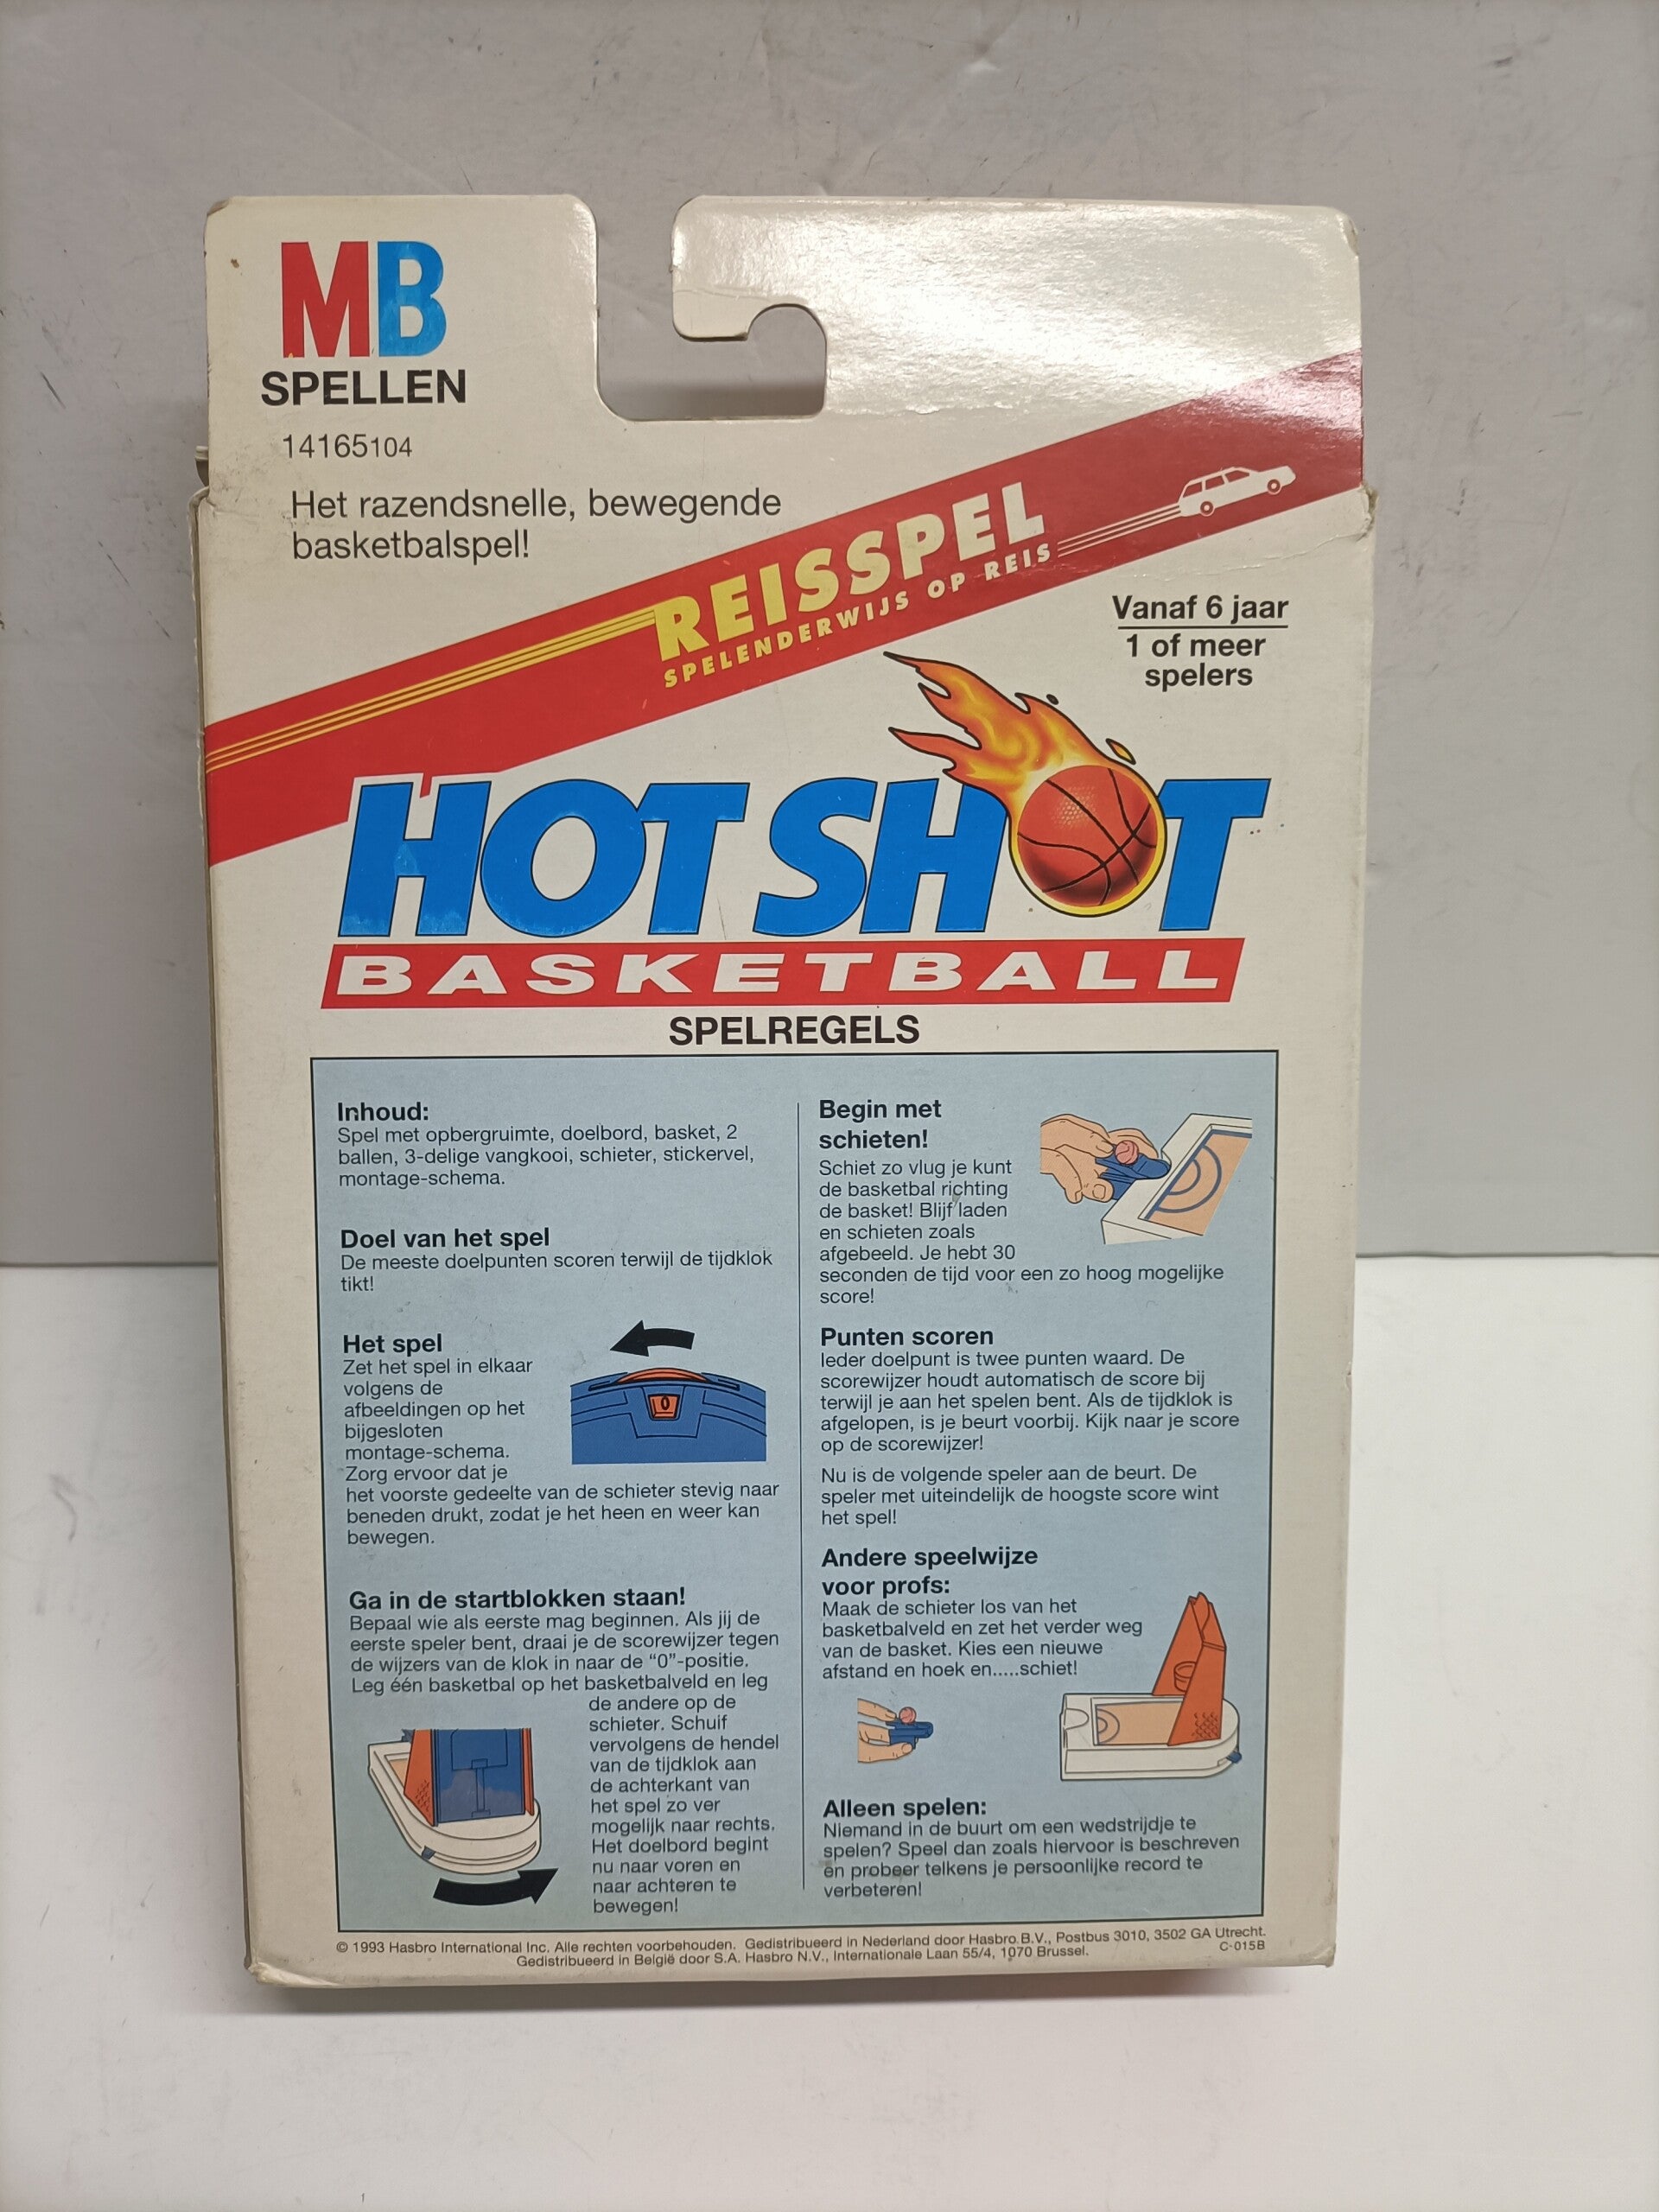 MB
SPELLEN
14165104
Het razendsnelle, bewegende
basketbalspel!
REISSPEL
SPELENDERWIJS OP REIS
Vanaf 6 jaar
1 of meer
spelers
HOT SHOT
BASKETBALL
SPELREGELS
Inhoud:
Spel met opbergruimte, doelbord, basket, 2
ballen, 3-delige vangkooi, schieter, stickervel,
montage-schema.
Doel van het spel
De meeste doelpunten scoren terwijl de tijdklok
tikt!
Het spel
Zet het spel in elkaar
volgens de
afbeeldingen op het
bijgesloten
montage-schema.
Zorg ervoor dat je
het voorste gedeelte van de schieter stevig naar
beneden drukt, zodat je het heen en weer kan
bewegen.
0
Ga in de startblokken staan!
Bepaal wie als eerste mag beginnen. Als jij de
eerste speler bent, draai je de scorewijzer tegen
de wijzers van de klok in naar de “0”-positie.
Leg één basketbal op het basketbalveld en leg
de andere op de
schieter. Schuif
vervolgens de hendel
van de tijdklok aan
de achterkant van
het spel zo ver
mogelijk naar rechts.
Het doelbord begint
nu naar voren en
naar achteren te
bewegen!
Begin met
schieten!
Schiet zo vlug je kunt
de basketbal richting
de basket! Blijf laden
en schieten zoals
afgebeeld. Je hebt 30
seconden de tijd voor een zo hoog mogelijke
score!
Punten scoren
Ieder doelpunt is twee punten waard. De
scorewijzer houdt automatisch de score bij
terwijl je aan het spelen bent. Als de tijdklok is
afgelopen, is je beurt voorbij. Kijk naar je score
op de scorewijzer!
Nu is de volgende speler aan de beurt. De
speler met uiteindelijk de hoogste score wint
het spel!
Andere speelwijze
voor profs:
Maak de schieter los van het
basketbalveld en zet het verder weg
van de basket. Kies een nieuwe
afstand en hoek en.....schiet!
Alleen spelen:
Niemand in de buurt om een wedstrijdje te
spelen? Speel dan zoals hiervoor is beschreven
en probeer telkens je persoonlijke record te
verbeteren!
© 1993 Hasbro International Inc. Alle rechten voorbehouden. Gedistribueerd in Nederland door Hasbro B.V., Postbus 3010, 3502 GA Utrecht.
Gedistribueerd in België door S.A. Hasbro N.V., Internationale Laan 55/4, 1070 Brussel.
C-015B